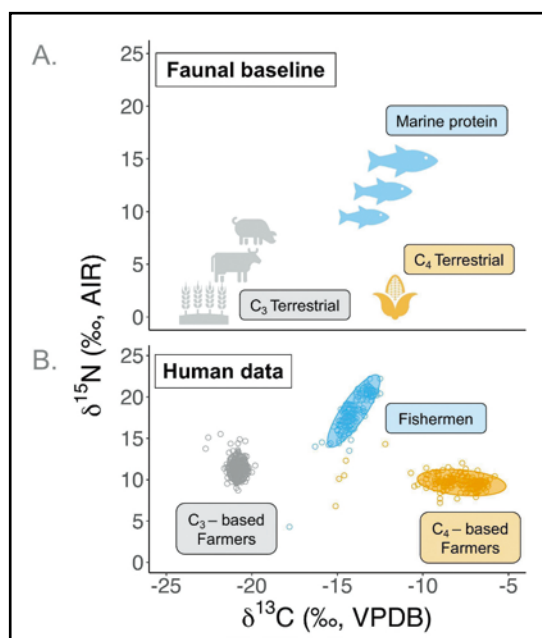 A.
Faunal baseline
25
20
15
10
5
0
Marine protein
C₄ Terrestrial
C₃ Terrestrial
δ¹⁵N (‰, AIR)
B.
Human data
25
20
15
10
5
0
Fishermen
C₃ – based
Farmers
C₄ – based
Farmers
-25 -20 -15 -10 -5
δ¹³C (‰, VPDB)